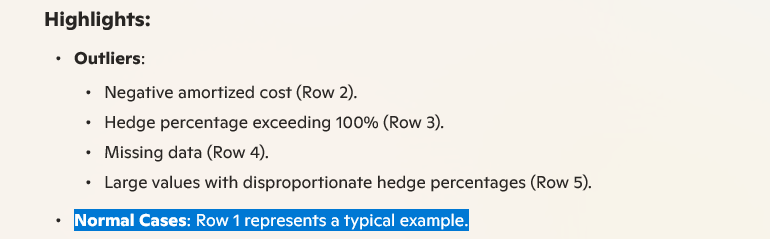 Highlights:
• Outliers:
• Negative amortized cost (Row 2).
• Hedge percentage exceeding 100% (Row 3).
• Missing data (Row 4).
• Large values with disproportionate hedge percentages (Row 5).
• Normal Cases: Row 1 represents a typical example.